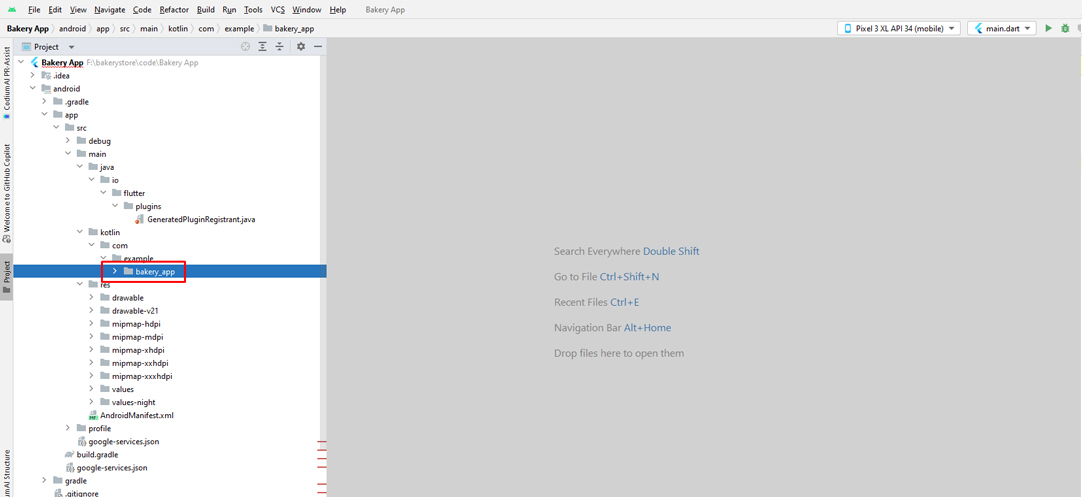 File Edit View Navigate Code Refactor Build Run Tools VCS Window Help Bakery App
Bakery App android app src main kotlin com example bakery_app
Pixel 3 XL API 34 (mobile) main.dart
Project
Bakery App F:\bakerystore\code\Bakery App
.idea
android
.gradle
app
src
debug
main
java
io
flutter
plugins
GeneratedPluginRegistrant.java
kotlin
com
example
bakery_app
res
drawable
drawable-v21
mipmap-hdpi
mipmap-mdpi
mipmap-xhdpi
mipmap-xxhdpi
mipmap-xxxhdpi
values
values-night
AndroidManifest.xml
profile
google-services.json
build.gradle
google-services.json
gradle
.gitignore
CodiumAI PR-Assist
Welcome to GitHub Copilot
Project
Structure
Search Everywhere Double Shift
Go to File Ctrl+Shift+N
Recent Files Ctrl+E
Navigation Bar Alt+Home
Drop files here to open them